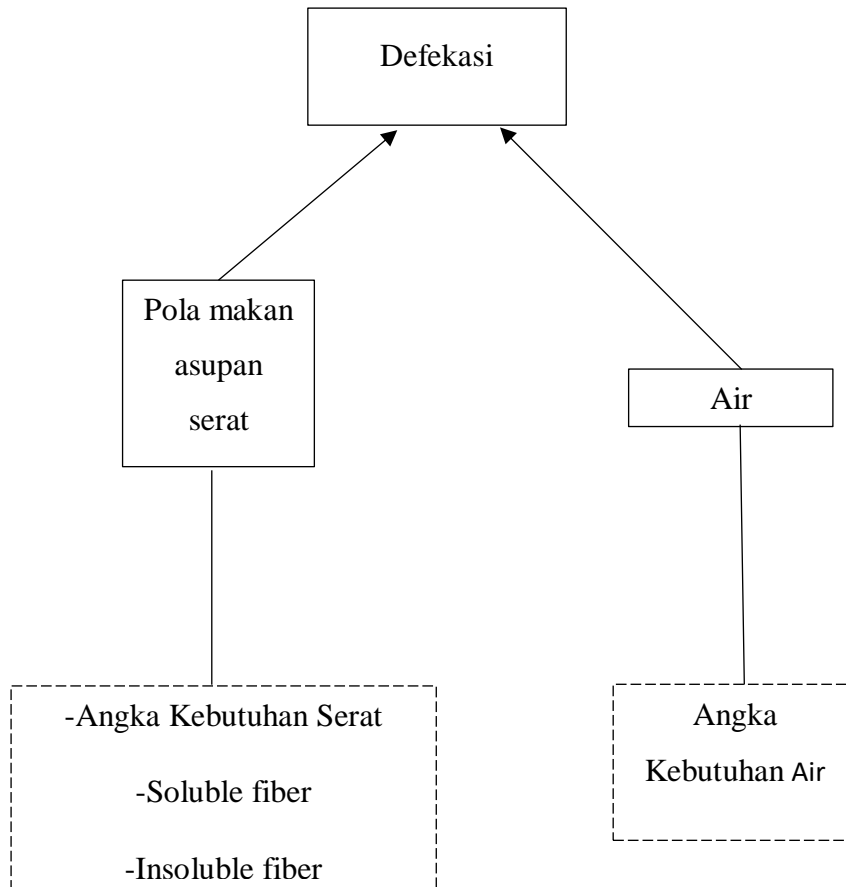 Defekasi
Pola makan
asupan
serat
Air
-Angka Kebutuhan Serat
-Soluble fiber
-Insoluble fiber
Angka
Kebutuhan Air